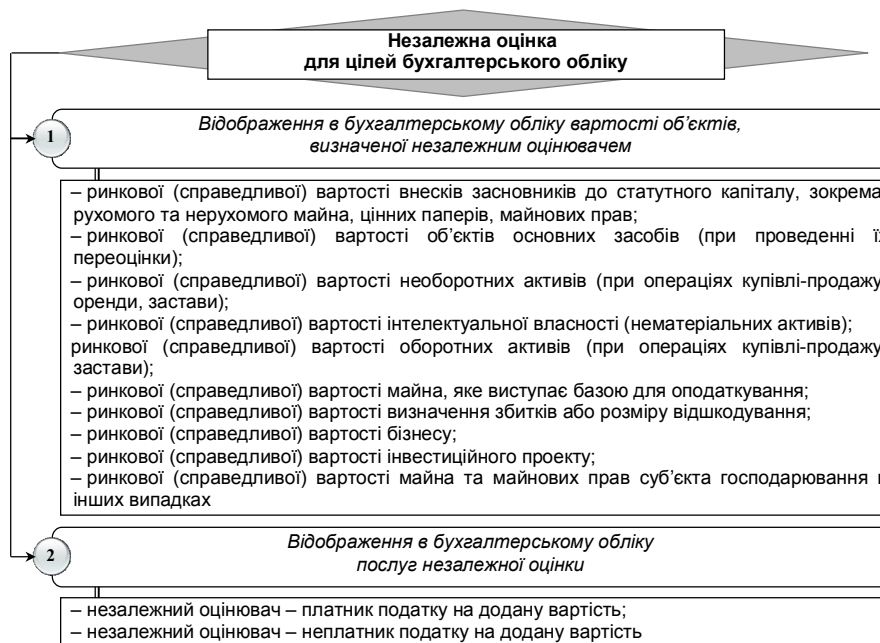 Незалежна оцінка
для цілей бухгалтерського обліку
1
Відображення в бухгалтерському обліку вартості об’єктів,
визначеної незалежним оцінювачем
– ринкової (справедливої) вартості внесків засновників до статутного капіталу, зокрема
рухомого та нерухомого майна, цінних паперів, майнових прав;
– ринкової (справедливої) вартості об’єктів основних засобів (при проведенні їх
переоцінки);
– ринкової (справедливої) вартості необоротних активів (при операціях купівлі-продажу
оренди, застави);
– ринкової (справедливої) вартості інтелектуальної власності (нематеріальних активів);
ринкової (справедливої) вартості оборотних активів (при операціях купівлі-продажу
застави);
– ринкової (справедливої) вартості майна, яке виступає базою для оподаткування;
– ринкової (справедливої) вартості визначення збитків або розміру відшкодування;
– ринкової (справедливої) вартості бізнесу;
– ринкової (справедливої) вартості інвестиційного проекту;
– ринкової (справедливої) вартості майна та майнових прав суб’єкта господарювання
інших випадках
2
Відображення в бухгалтерському обліку
послуг незалежної оцінки
– незалежний оцінювач – платник податку на додану вартість;
– незалежний оцінювач – неплатник податку на додану вартість